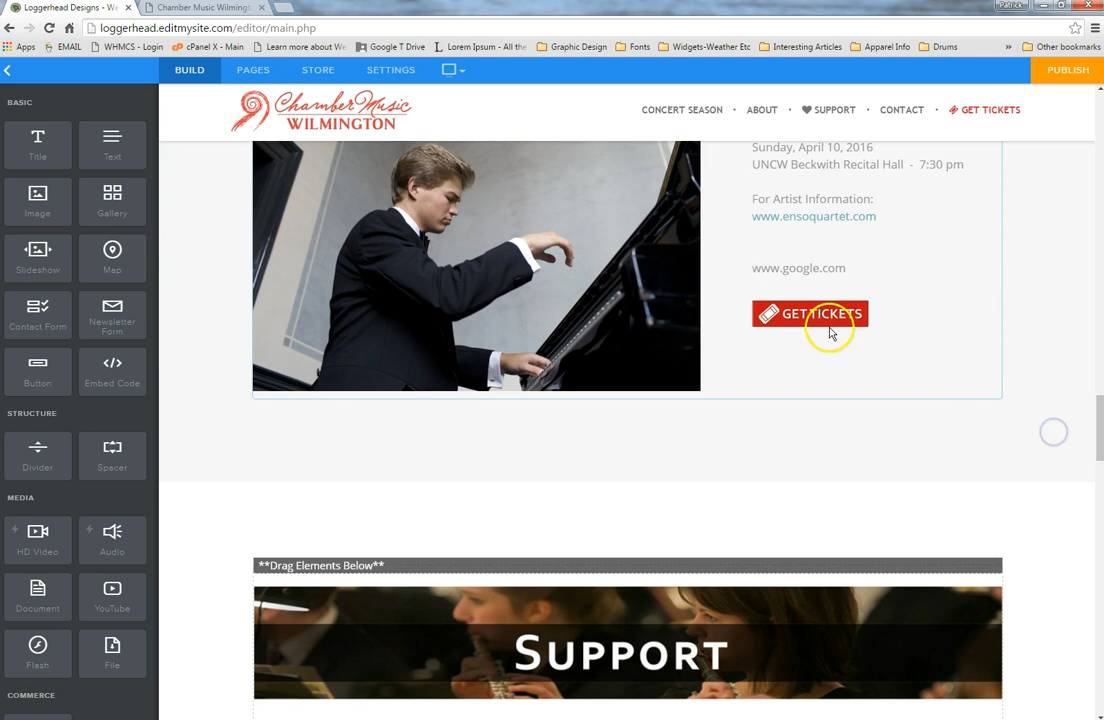 Loggerhead Designs - We
Chamber Music Wilmingt
Patrick
loggerhead.editmysite.com/editor/main.php
Apps
EMAIL
WHMCS - Login
cPanel X - Main
Learn more about We
Google T Drive
Lorem Ipsum - All the
Graphic Design
Fonts
Widgets-Weather Etc
Interesting Articles
Apparel Info
Drums
»
Other bookmarks
BUILD
PAGES
STORE
SETTINGS
PUBLISH
BASIC
Title
Text
Image
Gallery
Slideshow
Map
Contact Form
Newsletter
Form
Button
Embed Code
STRUCTURE
Divider
Spacer
MEDIA
HD Video
Audio
Document
YouTube
Flash
File
COMMERCE
Chamber Music
WILMINGTON
CONCERT SEASON • ABOUT • SUPPORT • CONTACT • GET TICKETS
Sunday, April 10, 2016
UNCW Beckwith Recital Hall - 7:30 pm
For Artist Information:
www.ensoquartet.com
www.google.com
GET TICKETS
**Drag Elements Below**
SUPPORT